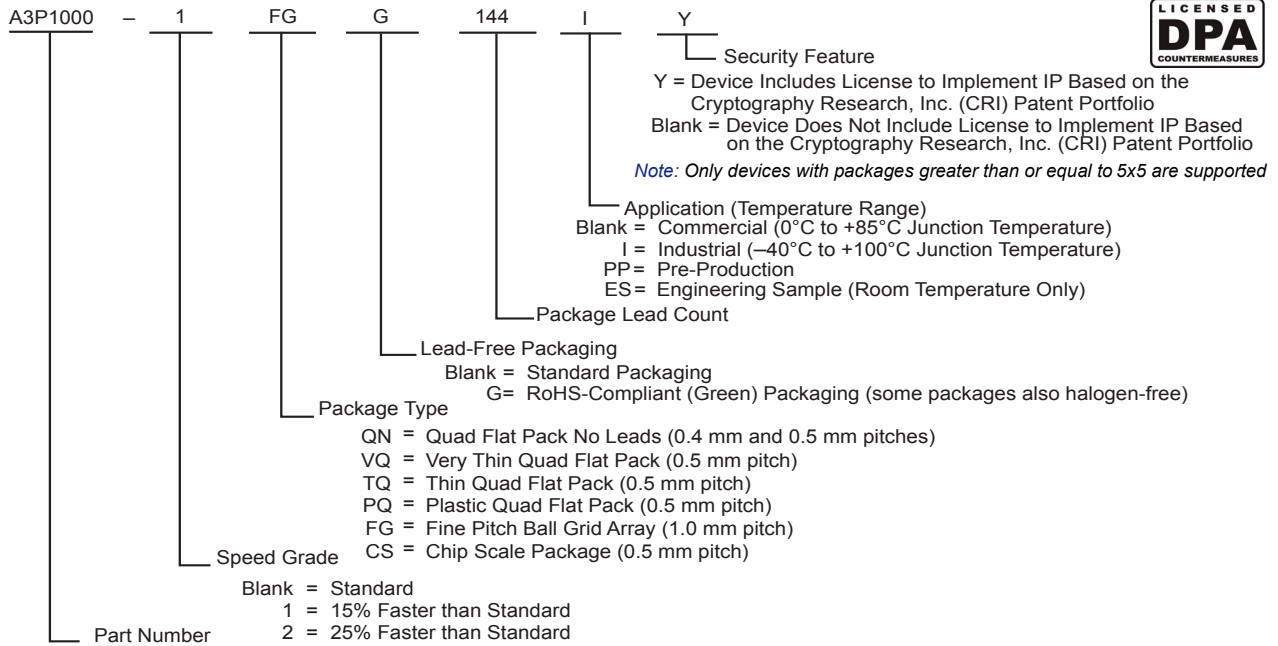 A3P1000 – 1 FG G 144 I Y
LICENSED
DPA
COUNTERMEASURES
Security Feature
Y = Device Includes License to Implement IP Based on the
Cryptography Research, Inc. (CRI) Patent Portfolio
Blank = Device Does Not Include License to Implement IP Based
on the Cryptography Research, Inc. (CRI) Patent Portfolio
Note: Only devices with packages greater than or equal to 5x5 are supported
Application (Temperature Range)
Blank = Commercial (0°C to +85°C Junction Temperature)
I = Industrial (–40°C to +100°C Junction Temperature)
PP = Pre-Production
ES = Engineering Sample (Room Temperature Only)
Package Lead Count
Lead-Free Packaging
Blank = Standard Packaging
G= RoHS-Compliant (Green) Packaging (some packages also halogen-free)
Package Type
QN = Quad Flat Pack No Leads (0.4 mm and 0.5 mm pitches)
VQ = Very Thin Quad Flat Pack (0.5 mm pitch)
TQ = Thin Quad Flat Pack (0.5 mm pitch)
PQ = Plastic Quad Flat Pack (0.5 mm pitch)
FG = Fine Pitch Ball Grid Array (1.0 mm pitch)
CS = Chip Scale Package (0.5 mm pitch)
Speed Grade
Blank = Standard
1 = 15% Faster than Standard
2 = 25% Faster than Standard
Part Number